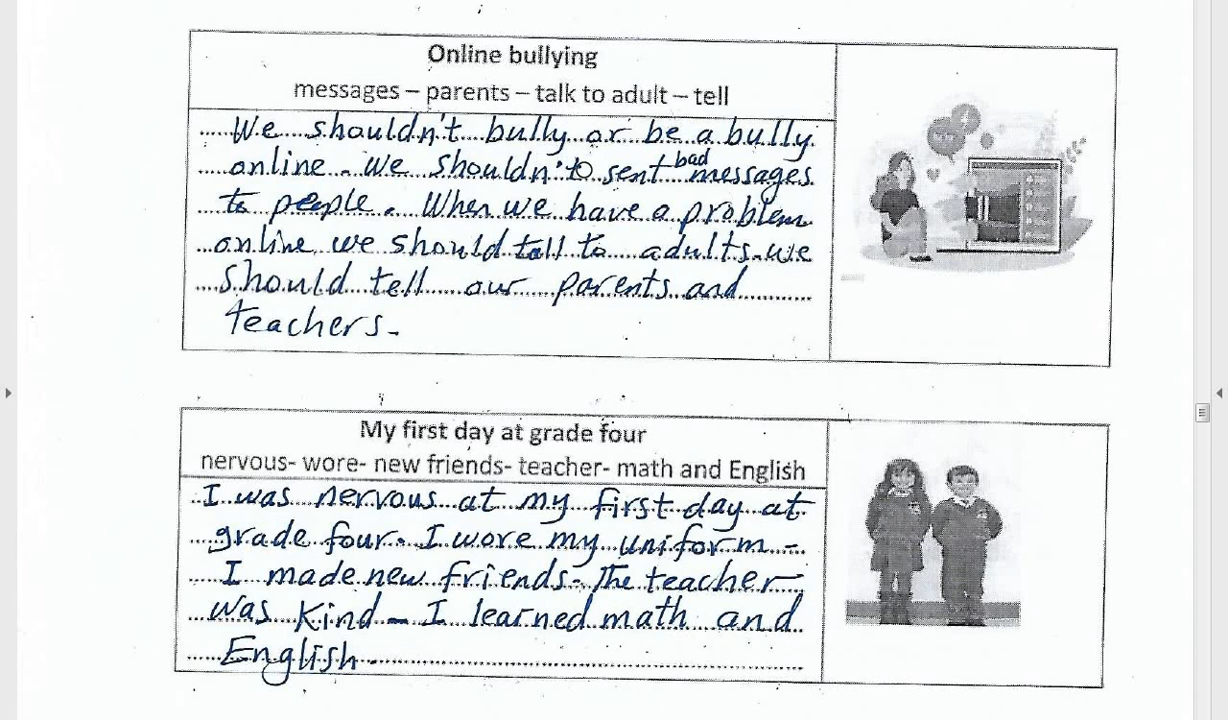 Online bullying
messages – parents – talk to adult – tell
We shouldn't bully or be a bully
online. we shouldn't to sent bad messages
to people. When we have a problem
online we should tall to adults. we
should tell our parents and
teachers.
My first day at grade four
nervous- wore- new friends- teacher- math and English
I was nervous at my first day at
grade four. I wore my uniform -
I made new friends- The teacher
was Kind - I learned math and
English.